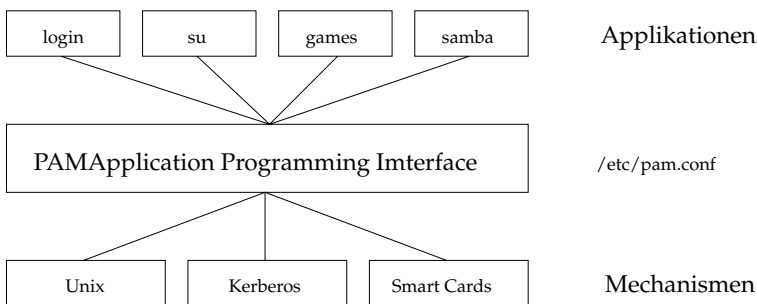 login su games samba Applikationen
PAMApplication Programming Imterface /etc/pam.conf
Unix Kerberos Smart Cards Mechanismen